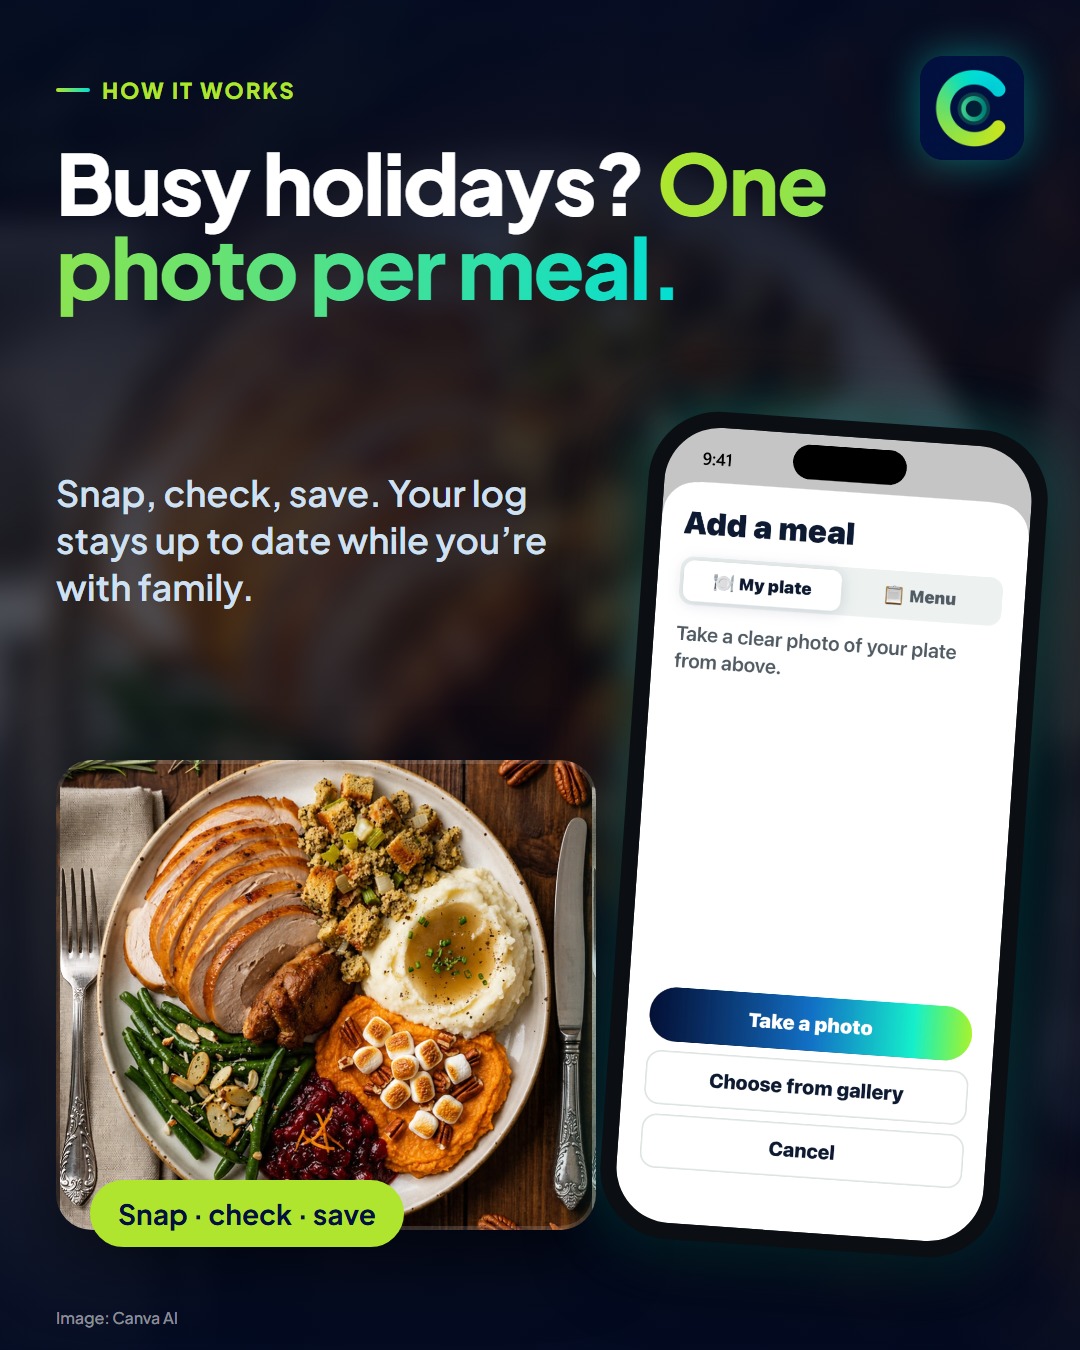 HOW IT WORKS
Busy holidays? One
photo per meal.
Snap, check, save. Your log
stays up to date while you’re
with family.
9:41
Add a meal
🍽️ My plate
📋 Menu
Take a clear photo of your plate
from above.
Take a photo
Choose from gallery
Cancel
Snap · check · save
Image: Canva AI